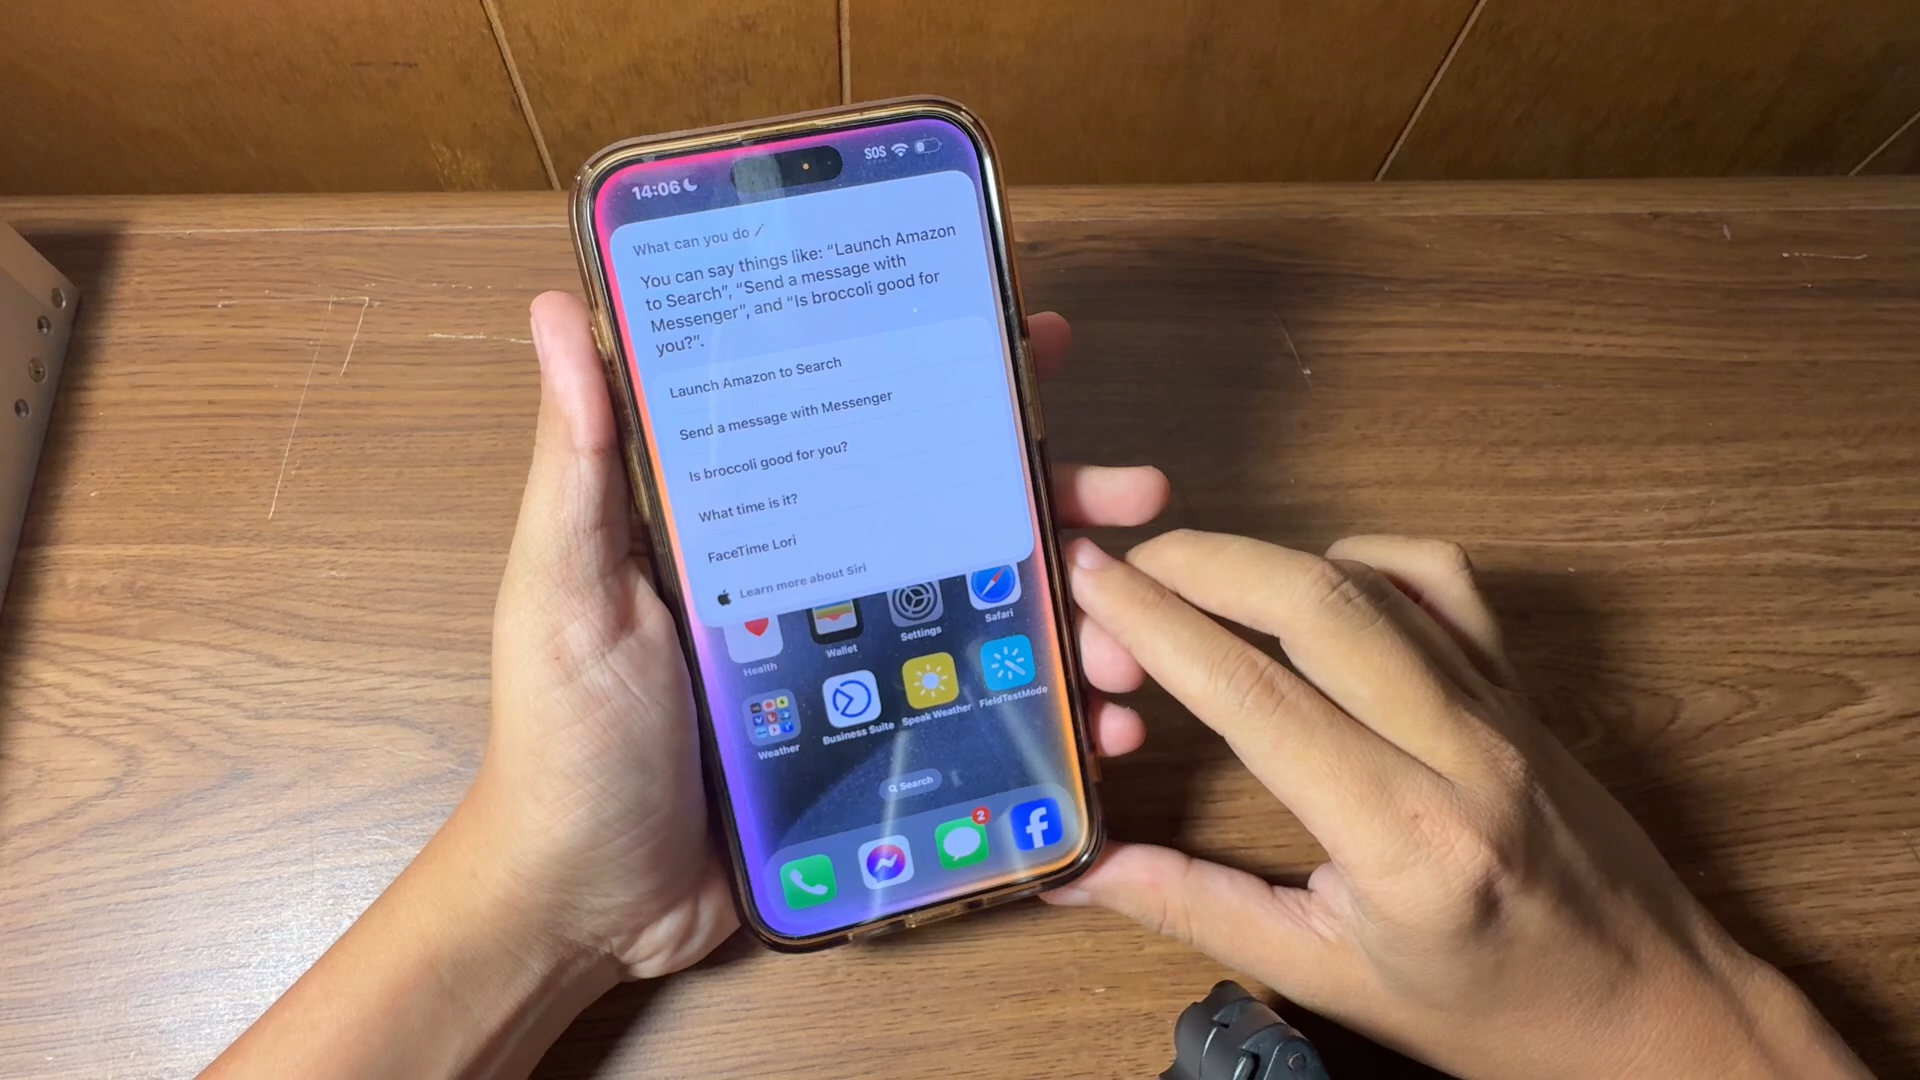 14:06
SOS
What can you do
You can say things like: “Launch Amazon
to Search”, “Send a message with
Messenger”, and “Is broccoli good for
you?”.
Launch Amazon to Search
Send a message with Messenger
Is broccoli good for you?
What time is it?
FaceTime Lori
Learn more about Siri
Health
Wallet
Settings
Safari
Weather
Business Suite
Speak Weather
FieldTestMode
Search
2